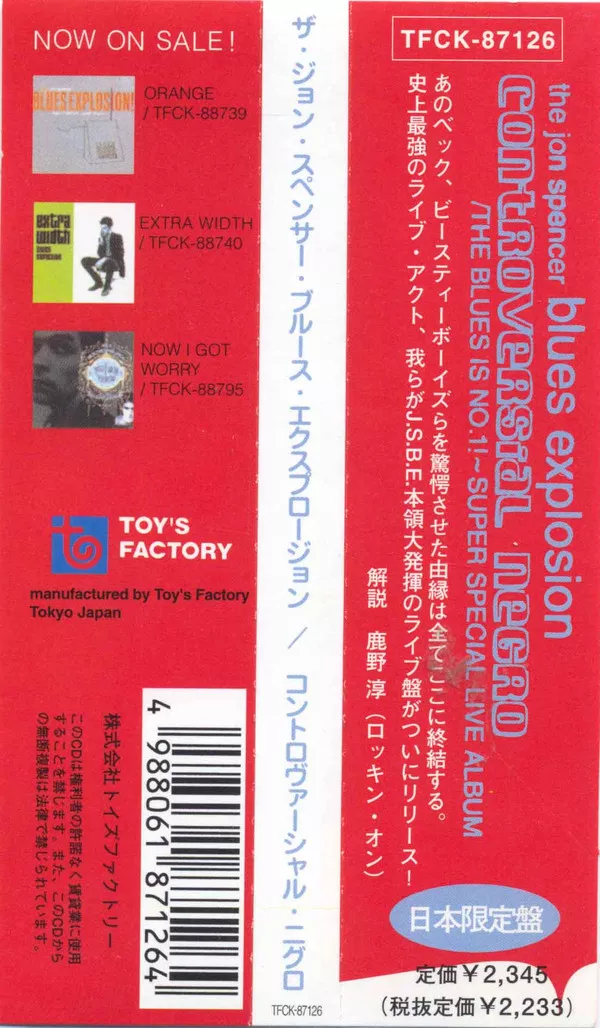 NOW ON SALE!
BLUES EXPLOSION!
ORANGE
/ TFCK-88739
extra
width
blues
explosion
EXTRA WIDTH
/ TFCK-88740
NOW I GOT
WORRY
/ TFCK-88795
TOY'S
FACTORY
manufactured by Toy's Factory
Tokyo Japan
株式会社トイズファクトリー
このCDは権利者の許諾なく賃貸業に使用
することを禁じます。また、このCDから
の無断複製は法律で禁じられています。
4 988061 871264
ザ・ジョン・スペンサー・ブルース・エクスプロージョン / コントロヴァーシャル・ニグロ
TFCK-87126
TFCK-87126
the jon spencer blues explosion
controversial negro
/THE BLUES IS NO.1!~SUPER SPECIAL LIVE ALBUM
あのベック、ビースティーボーイズらを驚愕させた由縁は全てここに終結する。
史上最強のライブ・アクト、我らがJ.S.B.E.本領大発揮のライブ盤がついにリリース!
解説 鹿野 淳(ロッキン・オン)
日本限定盤
定価¥2,345
(税抜定価¥2,233)